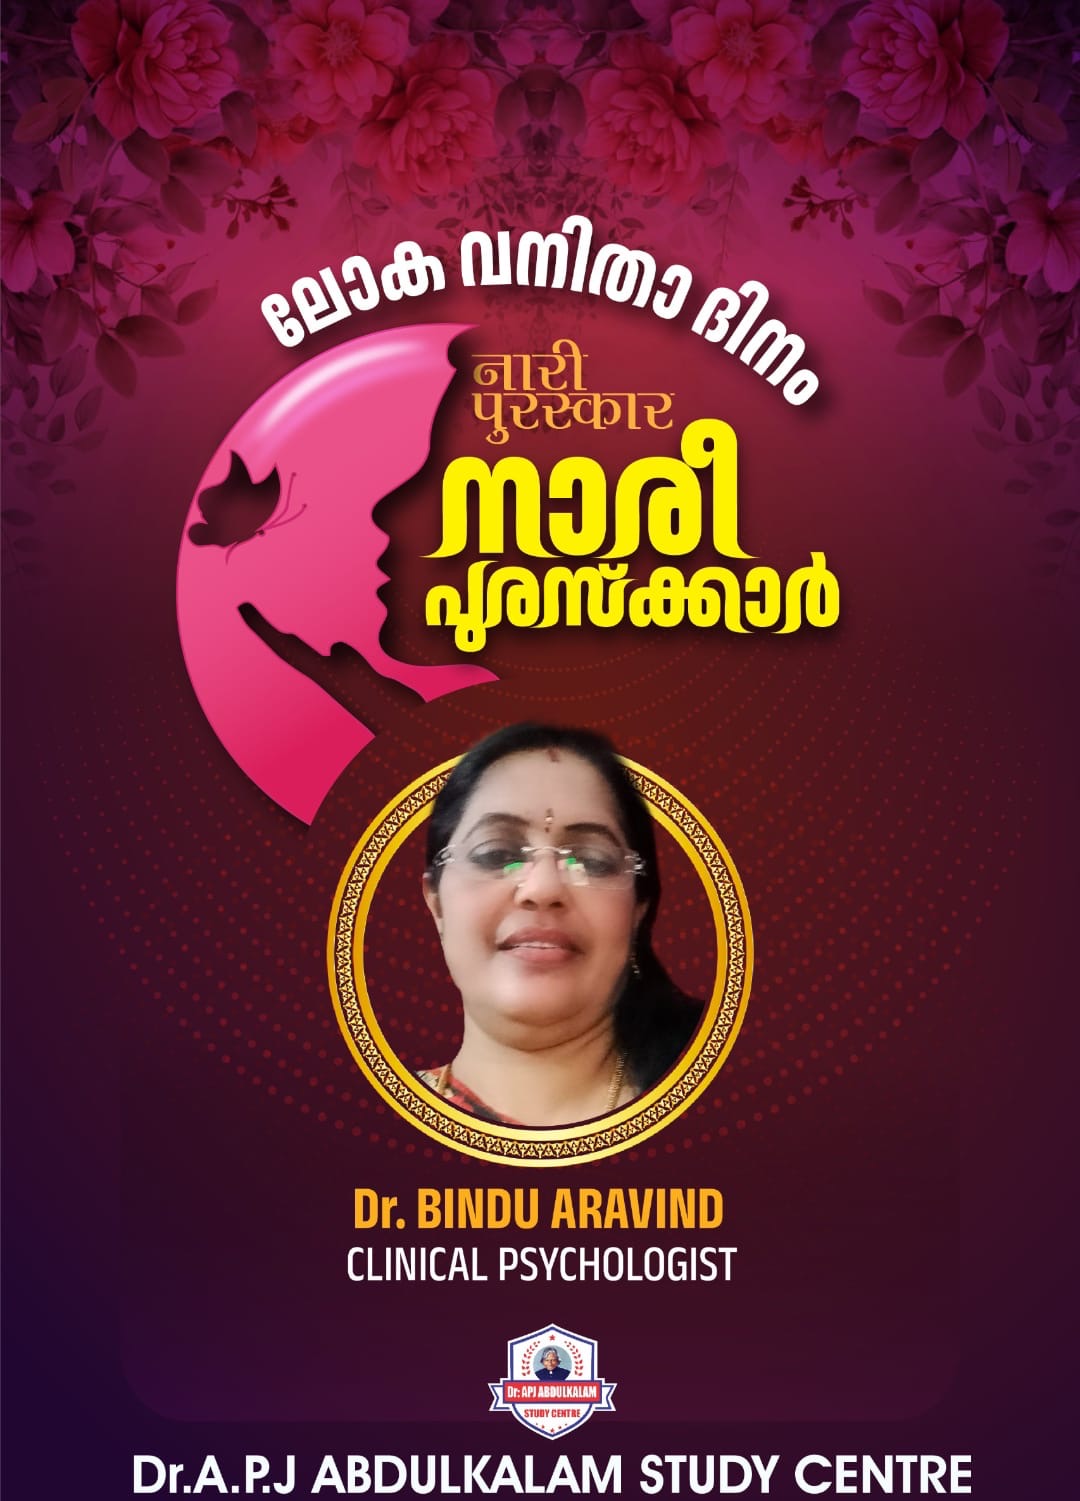 ലോക വനിതാ ദിനം
नारी
पुरस्कार
നാരീ
പുരസ്ക്കാർ
Dr. BINDU ARAVIND
CLINICAL PSYCHOLOGIST
Dr: APJ ABDULKALAM
STUDY CENTRE
Dr.A.P.J ABDULKALAM STUDY CENTRE